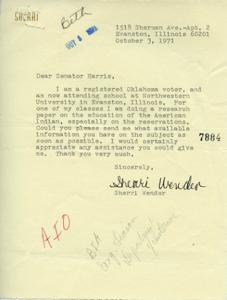 SHERRI
Beth
1518 Sherman Ave.-Apt. 2
Evanston, Illinois 60201
October 3, 1971
Dear Senator Harris,
I am a registered Oklahoma voter, and
am now attending school at Northwestern
University in Evanston, Illinois. For
one of my classes I am doing a research
paper on the education of the American
Indian, especially on the reservations.
Could you please send me what available
information you have on the subject as
soon as possible. I would certainly
appreciate any assistance you could give
me. Thank you very much.
7884
Sincerely,
Sherri Wender
Sherri Wender
AIO
Beth